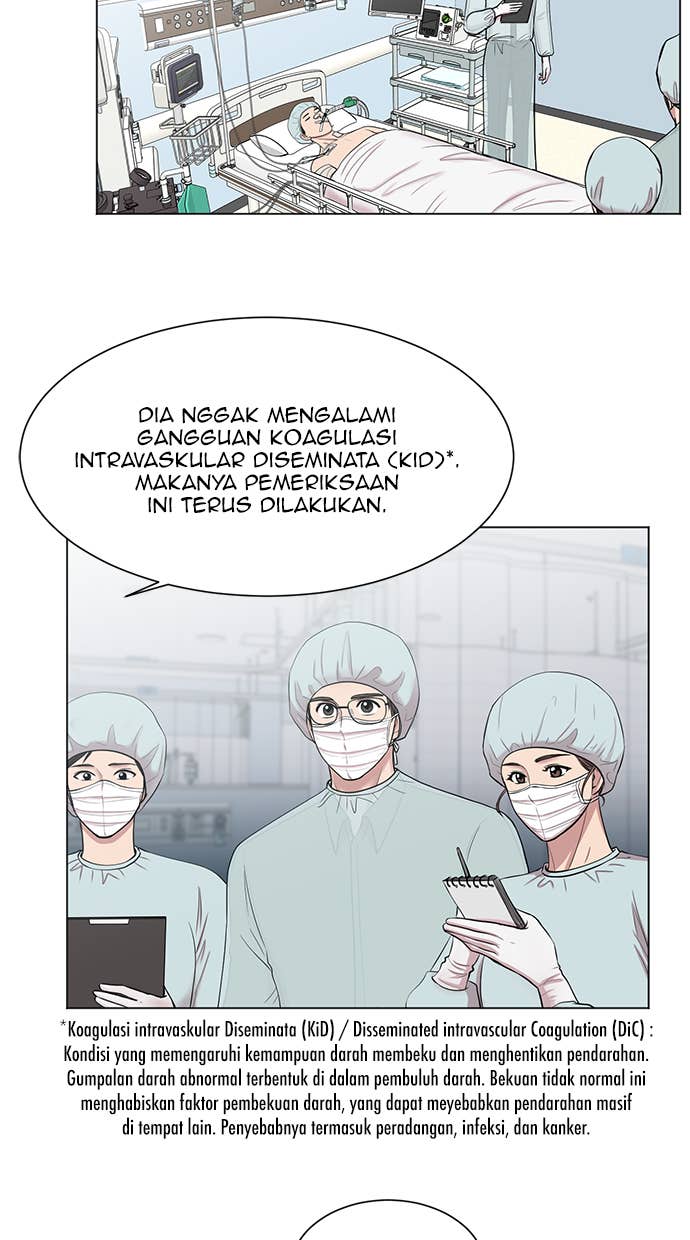 DIA NGGAK MENGALAMI
GANGGUAN KOAGULASI
INTRAVASKULAR DISEMINATA (KID)*.
MAKANYA PEMERIKSAAN
INI TERUS DILAKUKAN.
*Koagulasi intravaskular Diseminata (KiD) / Disseminated intravascular Coagulation (DiC) :
Kondisi yang memengaruhi kemampuan darah membeku dan menghentikan pendarahan.
Gumpalan darah abnormal terbentuk di dalam pembuluh darah. Bekuan tidak normal ini
menghabiskan faktor pembekuan darah, yang dapat meyebabkan pendarahan masif
di tempat lain. Penyebabnya termasuk peradangan, infeksi, dan kanker.